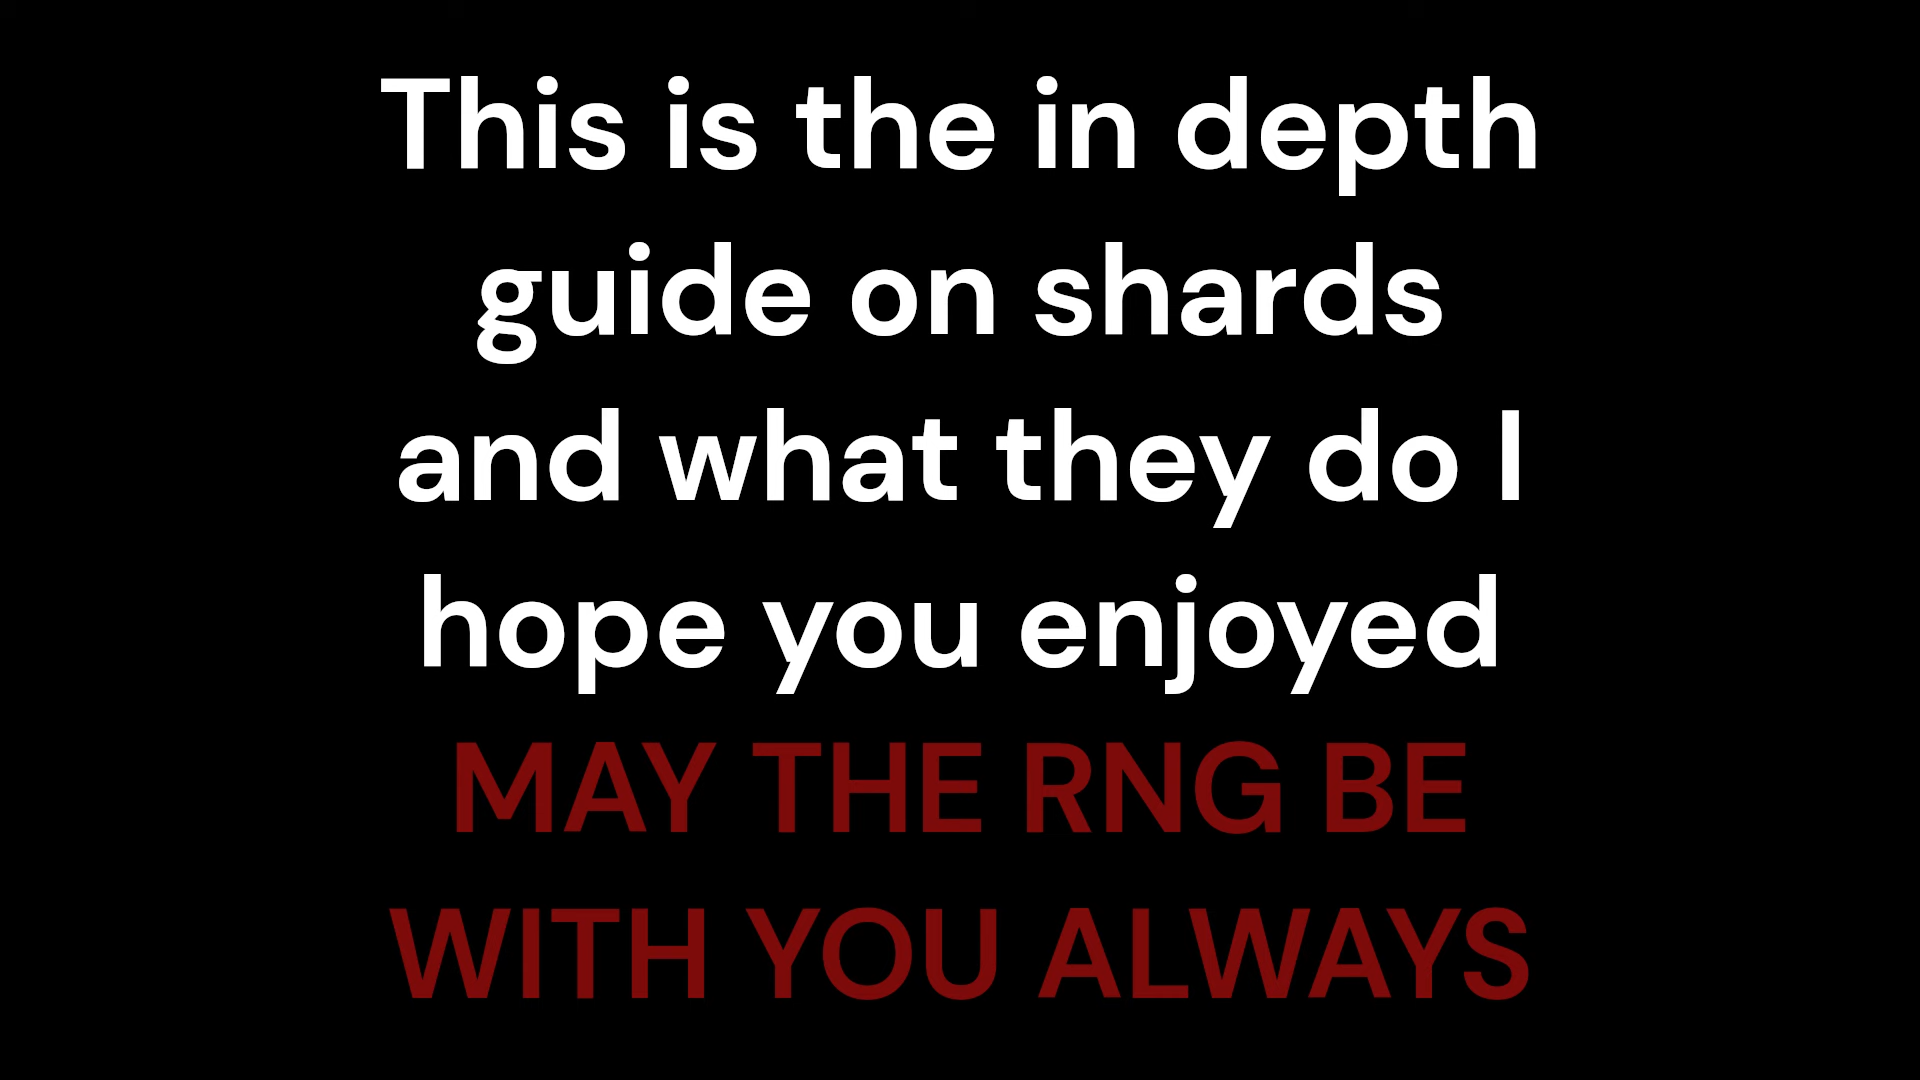 This is the in depth
guide on shards
and what they do I
hope you enjoyed
MAY THE RNG BE
WITH YOU ALWAYS